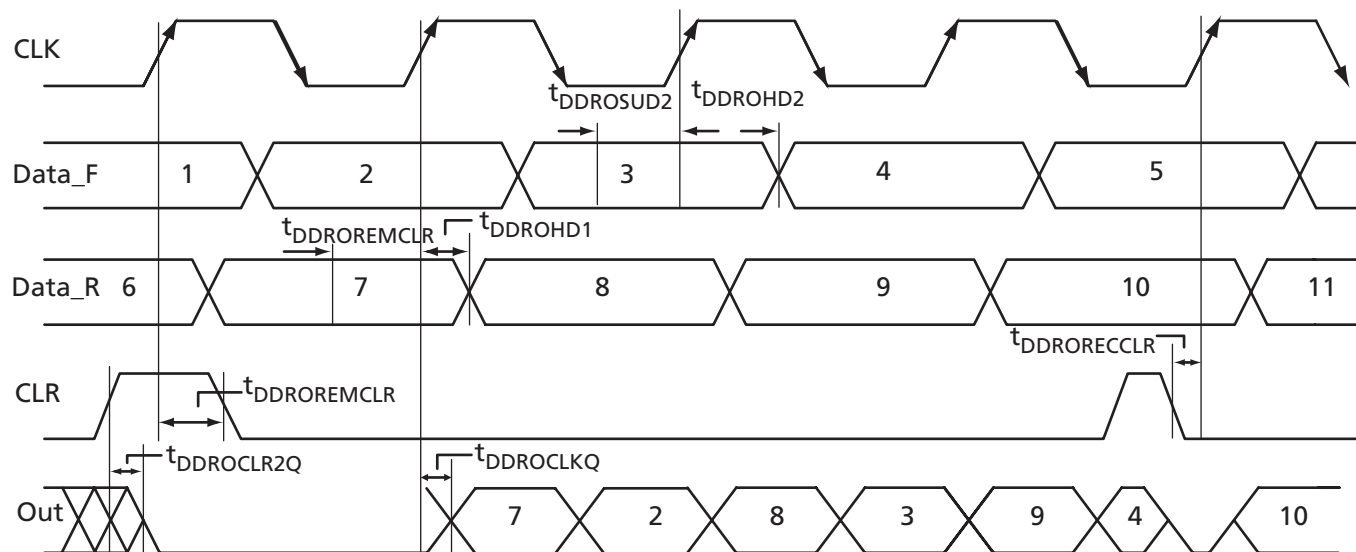 CLK
tDDROSUD2 tDDROHD2
Data_F 1 2 3 4 5
tDDROREMCLR tDDROHD1
Data_R 6 7 8 9 10 11
tDDRORECCLR
CLR tDDROREMCLR
tDDROCLR2Q tDDROCLKQ
Out 7 2 8 3 9 4 10